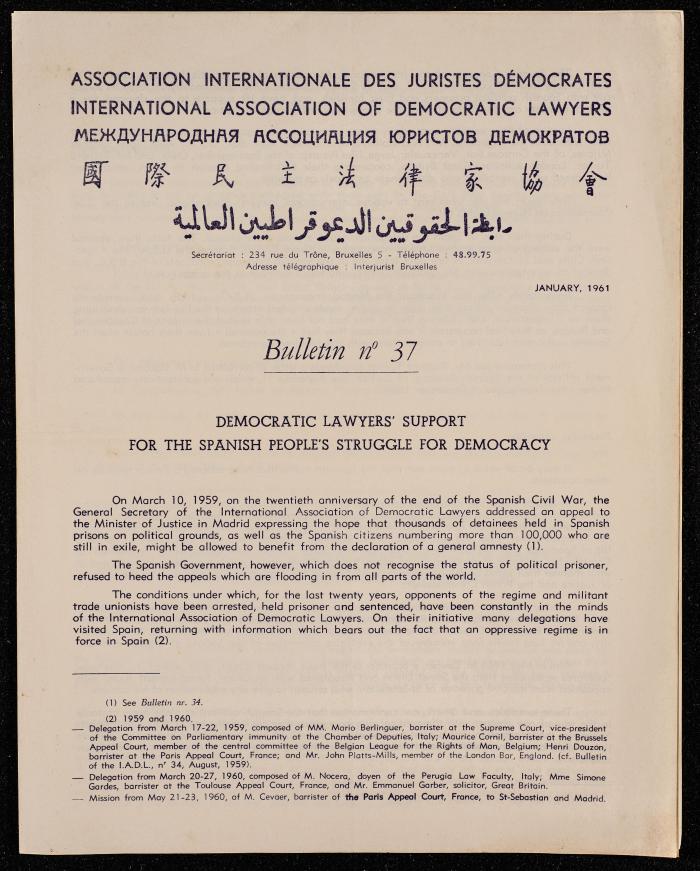 ASSOCIATION INTERNATIONALE DES JURISTES DÉMOCRATES
INTERNATIONAL ASSOCIATION OF DEMOCRATIC LAWYERS
МЕЖДУНАРОДНАЯ АССОЦИАЦИЯ ЮРИСТОВ ДЕМОКРАТОВ
國際民主法律家協會
رابطة الحقوقيين الديموقراطيين العالمية
Secrétariat : 234 rue du Trône, Bruxelles 5 - Téléphone : 48.99.75
Adresse télégraphique : Interjurist Bruxelles
JANUARY, 1961
Bulletin nº 37
DEMOCRATIC LAWYERS' SUPPORT
FOR THE SPANISH PEOPLE'S STRUGGLE FOR DEMOCRACY
On March 10, 1959, on the twentieth anniversary of the end of the Spanish Civil War, the
General Secretary of the International Association of Democratic Lawyers addressed an appeal to
the Minister of Justice in Madrid expressing the hope that thousands of detainees held in Spanish
prisons on political grounds, as well as the Spanish citizens numbering more than 100,000 who are
still in exile, might be allowed to benefit from the declaration of a general amnesty (1).
The Spanish Government, however, which does not recognise the status of political prisoner,
refused to heed the appeals which are flooding in from all parts of the world.
The conditions under which, for the last twenty years, opponents of the regime and militant
trade unionists have been arrested, held prisoner and sentenced, have been constantly in the minds
of the International Association of Democratic Lawyers. On their initiative many delegations have
visited Spain, returning with information which bears out the fact that an oppressive regime is in
force in Spain (2).
(1) See Bulletin nr. 34.
(2) 1959 and 1960.
— Delegation from March 17-22, 1959, composed of MM. Mario Berlinguer, barrister at the Supreme Court, vice-president
of the Committee on Parliamentary immunity at the Chamber of Deputies, Italy; Maurice Cornil, barrister at the Brussels
Appeal Court, member of the central committee of the Belgian League for the Rights of Man, Belgium; Henri Douzon,
barrister at the Paris Appeal Court, France; and Mr. John Platts-Mills, member of the London Bar, England. (cf. Bulletin
of the I.A.D.L., n° 34, August, 1959).
— Delegation from March 20-27, 1960, composed of M. Nocera, doyen of the Perugia Law Faculty, Italy; Mme Simone
Gardes, barrister at the Toulouse Appeal Court, France, and Mr. Emmanuel Garber, solicitor, Great Britain.
— Mission from May 21-23, 1960, of M. Cevaer, barrister of the Paris Appeal Court, France, to St-Sebastian and Madrid.